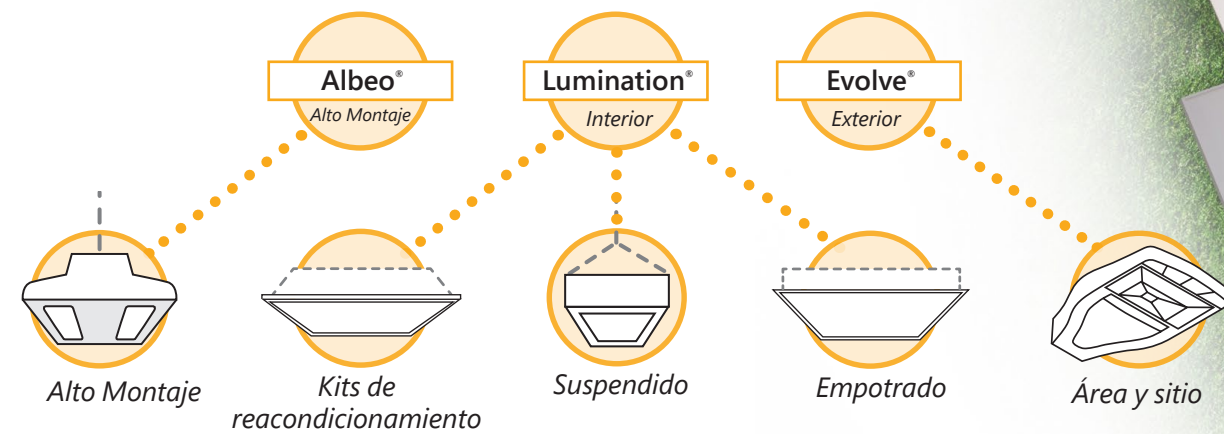 Albeo®
Alto Montaje
Lumination®
Interior
Evolve®
Exterior
Alto Montaje
Kits de
reacondicionamiento
Suspendido
Empotrado
Área y sitio